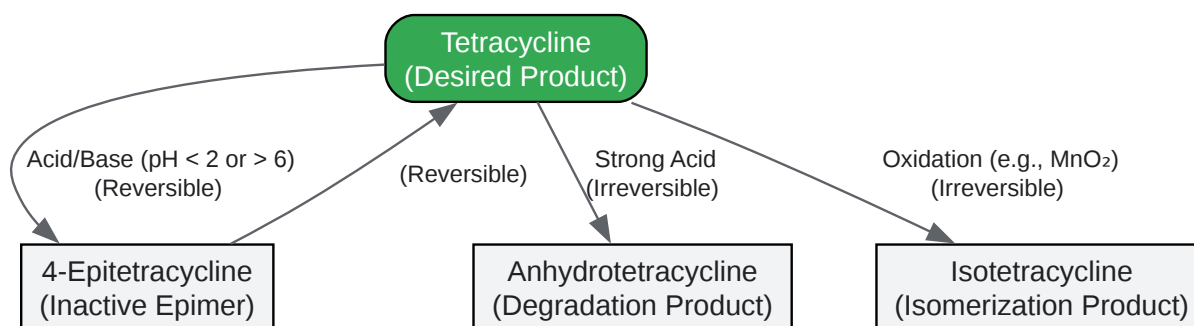 Tetracycline
(Desired Product)
Acid/Base (pH < 2 or > 6)
(Reversible)
(Reversible)
Strong Acid
(Irreversible)
Oxidation (e.g., MnO₂)
(Irreversible)
4-Epitetracycline
(Inactive Epimer)
Anhydrotetracycline
(Degradation Product)
Isotetracycline
(Isomerization Product)